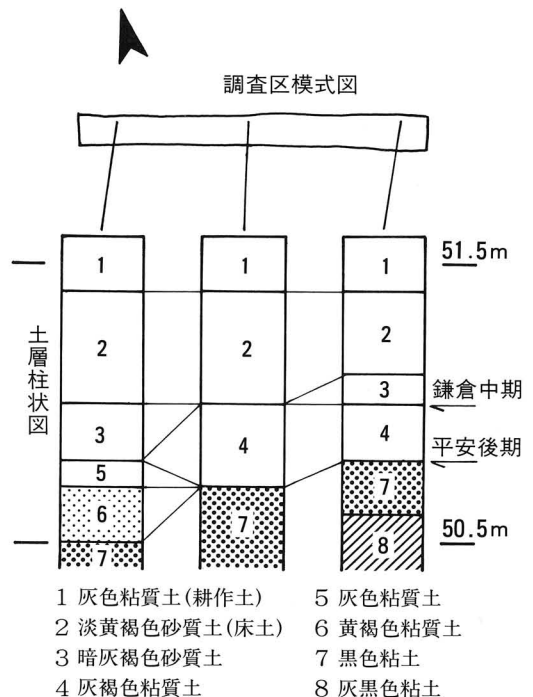 調査区模式図
51.5m
1 1 1
2 2 2
3 鎌倉中期
3 4 4 平安後期
5
6 7 7
7 8 50.5m
土層柱状図
1 灰色粘質土(耕作土)
2 淡黄褐色砂質土(床土)
3 暗灰褐色砂質土
4 灰褐色粘質土
5 灰色粘質土
6 黄褐色粘質土
7 黒色粘土
8 灰黒色粘土